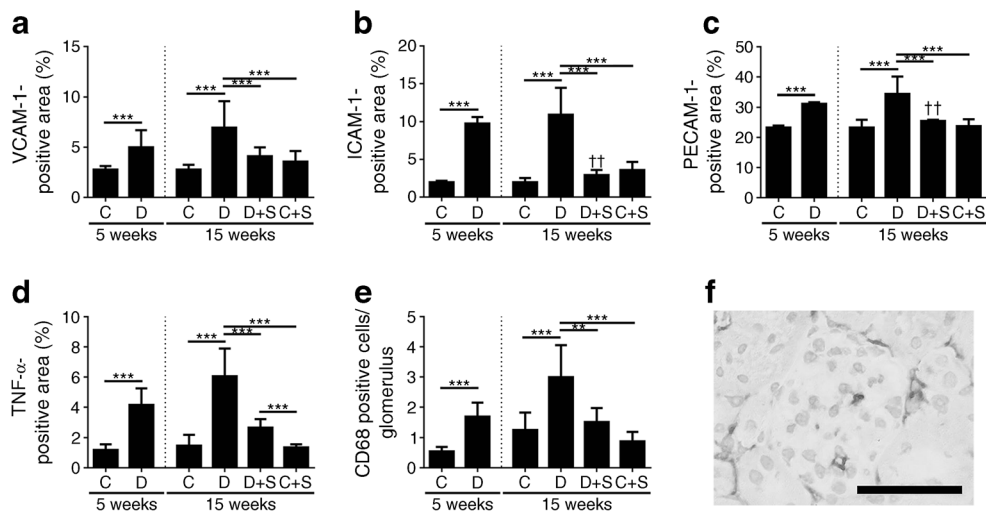 a
VCAM-1-
positive area (%)
15
10
5
0
***
***
***
***
C D C D D+S C+S
5 weeks 15 weeks
b
ICAM-1-
positive area (%)
20
15
10
5
0
***
***
***
***
††
C D C D D+S C+S
5 weeks 15 weeks
c
PECAM-1-
positive area (%)
50
40
30
20
10
0
***
***
***
***
††
C D C D D+S C+S
5 weeks 15 weeks
d
TNF-α-
positive area (%)
10
8
6
4
2
0
***
***
***
***
***
C D C D D+S C+S
5 weeks 15 weeks
e
CD68 positive cells/
glomerulus
5
4
3
2
1
0
***
***
**
***
C D C D D+S C+S
5 weeks 15 weeks
f